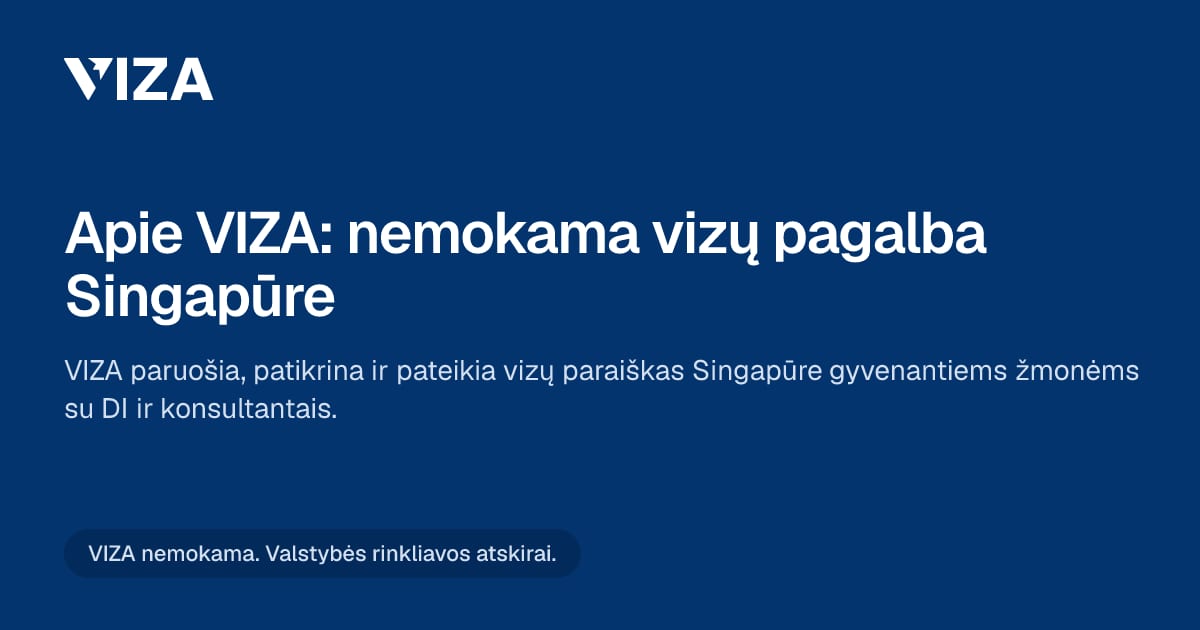 VIZA
Apie VIZA: nemokama vizų pagalba
Singapūre
VIZA paruošia, patikrina ir pateikia vizų paraiškas Singapūre gyvenantiems žmonėms
su DI ir konsultantais.
VIZA nemokama. Valstybės rinkliavos atskirai.